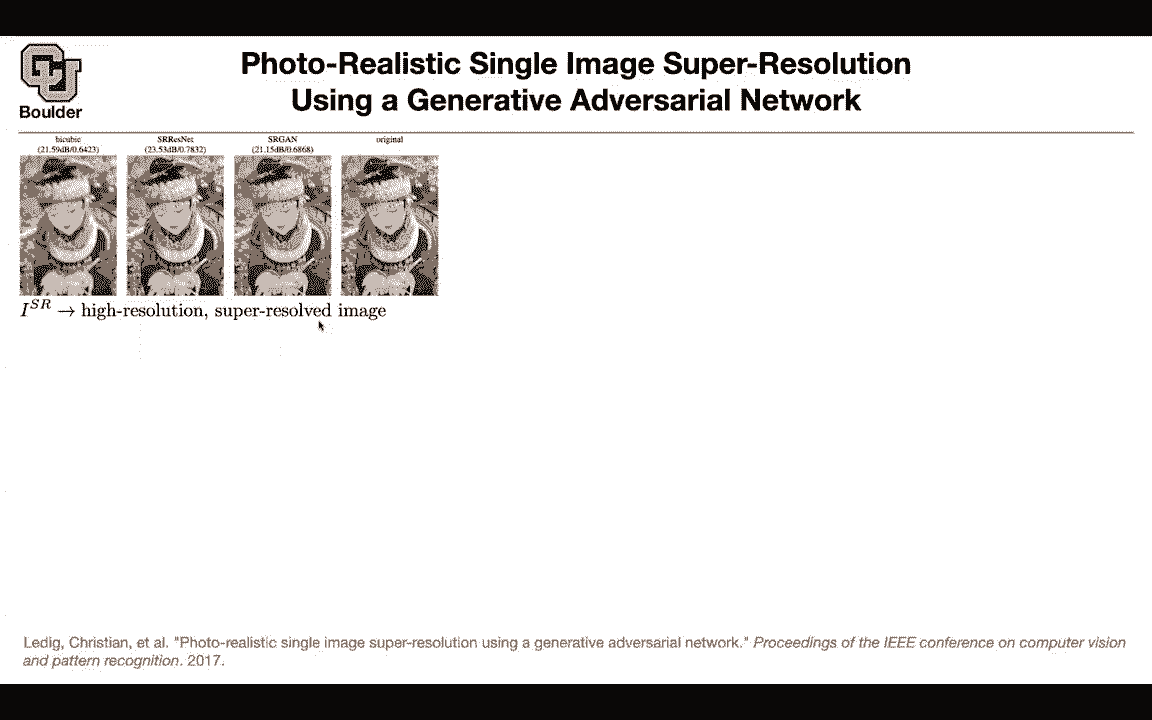 CU
Boulder
Photo-Realistic Single Image Super-Resolution
Using a Generative Adversarial Network
bicubic SRResNet SRGAN original
(21.59dB/0.6423) (23.53dB/0.7832) (21.15dB/0.6868)
I^{SR} → high-resolution, super-resolved image
Ledig, Christian, et al. "Photo-realistic single image super-resolution using a generative adversarial network." Proceedings of the IEEE conference on computer vision
and pattern recognition. 2017.